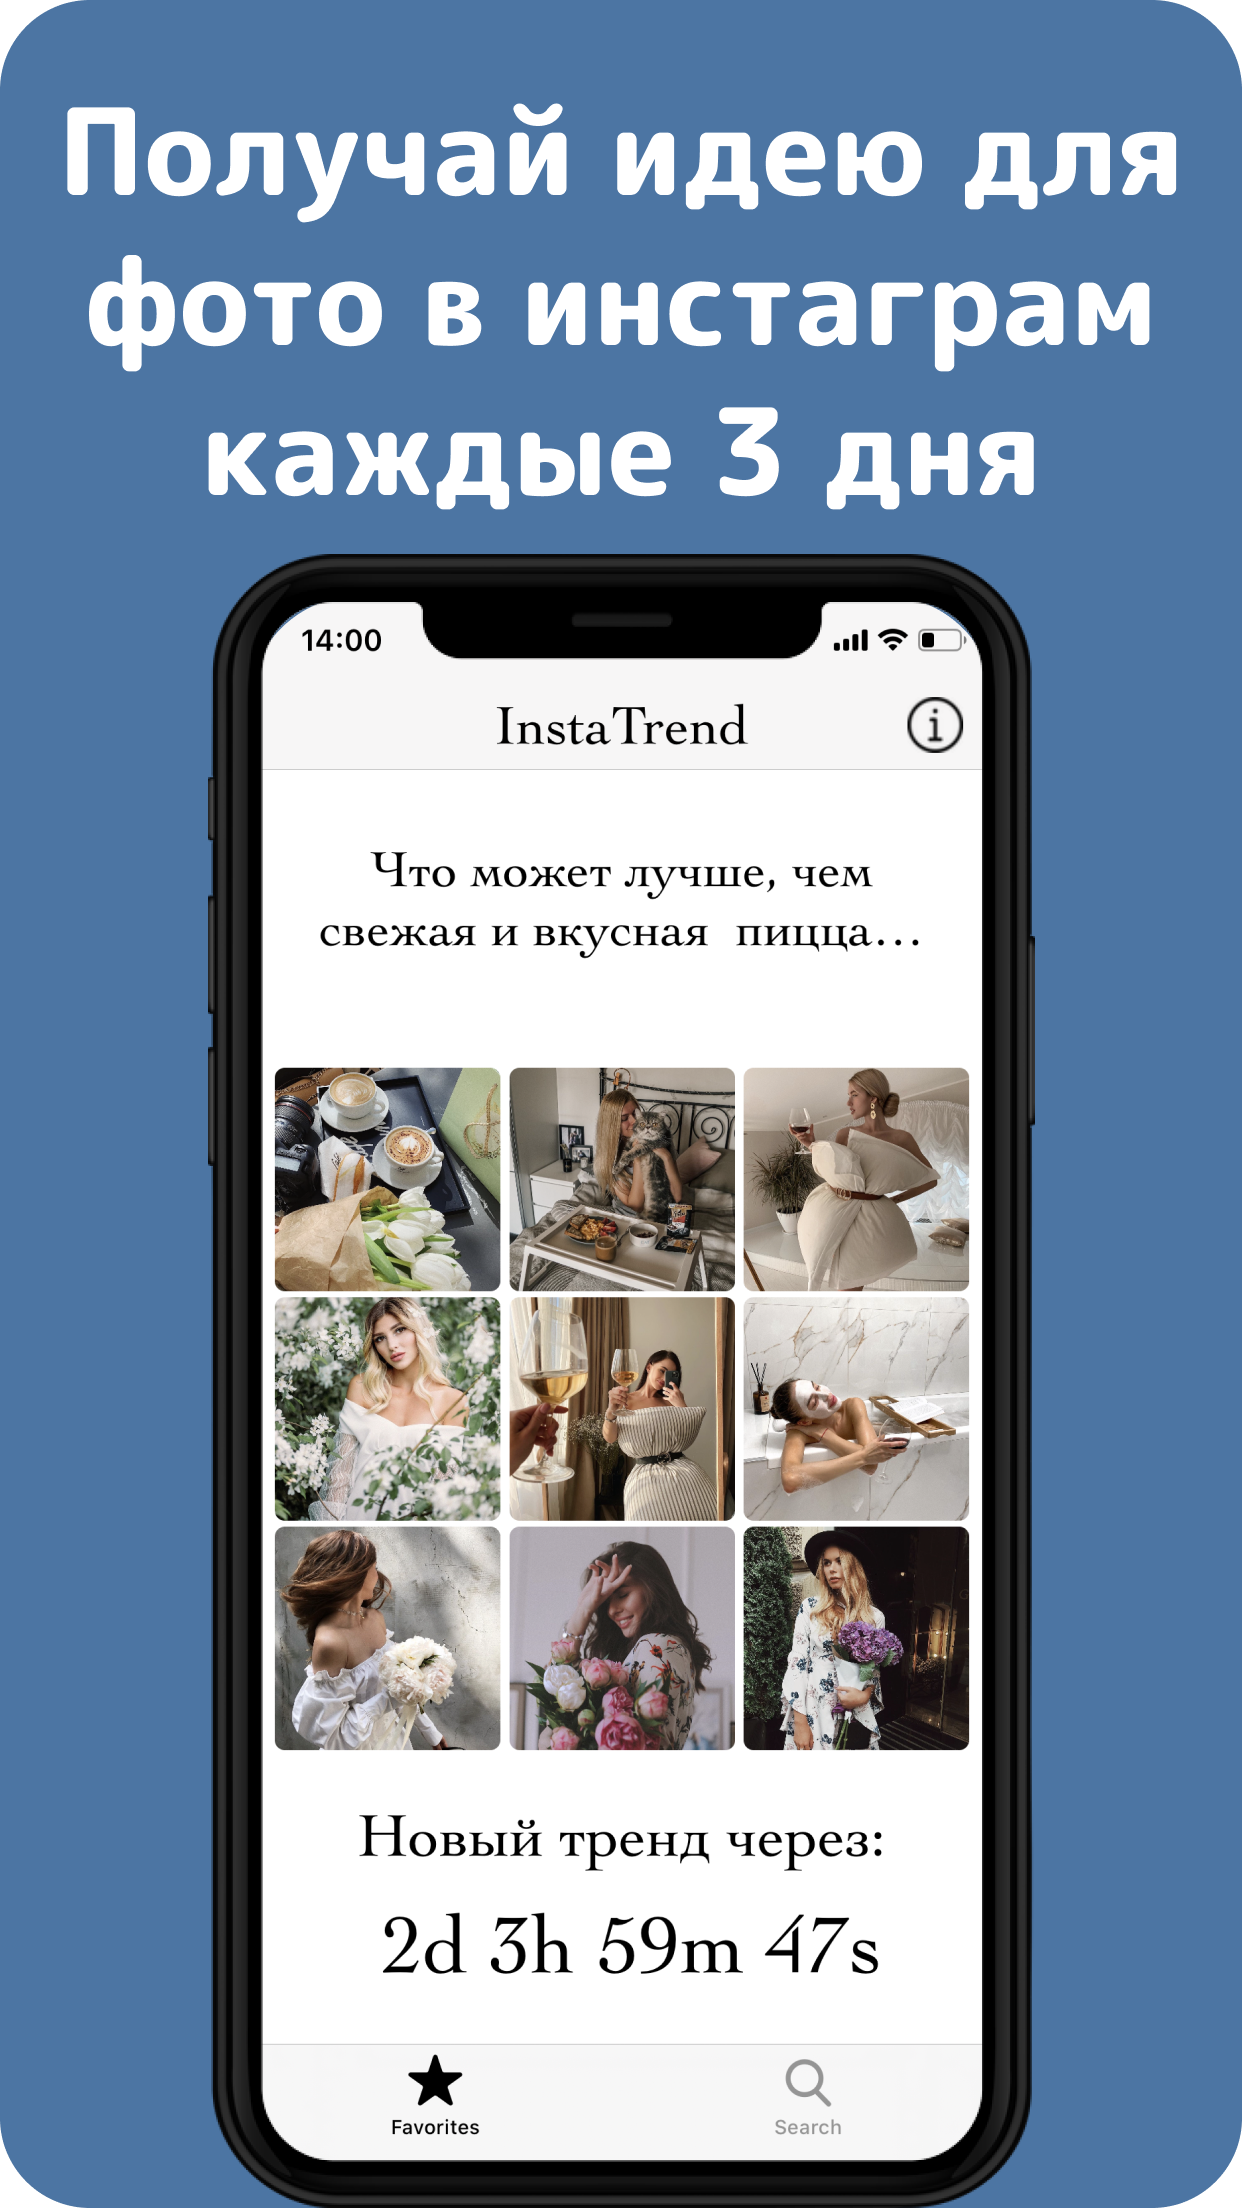 Получай идею для
фото в инстаграм
каждые 3 дня
14:00
InstaTrend
Что может лучше, чем
свежая и вкусная пицца...
Новый тренд через:
2d 3h 59m 47s
Favorites
Search